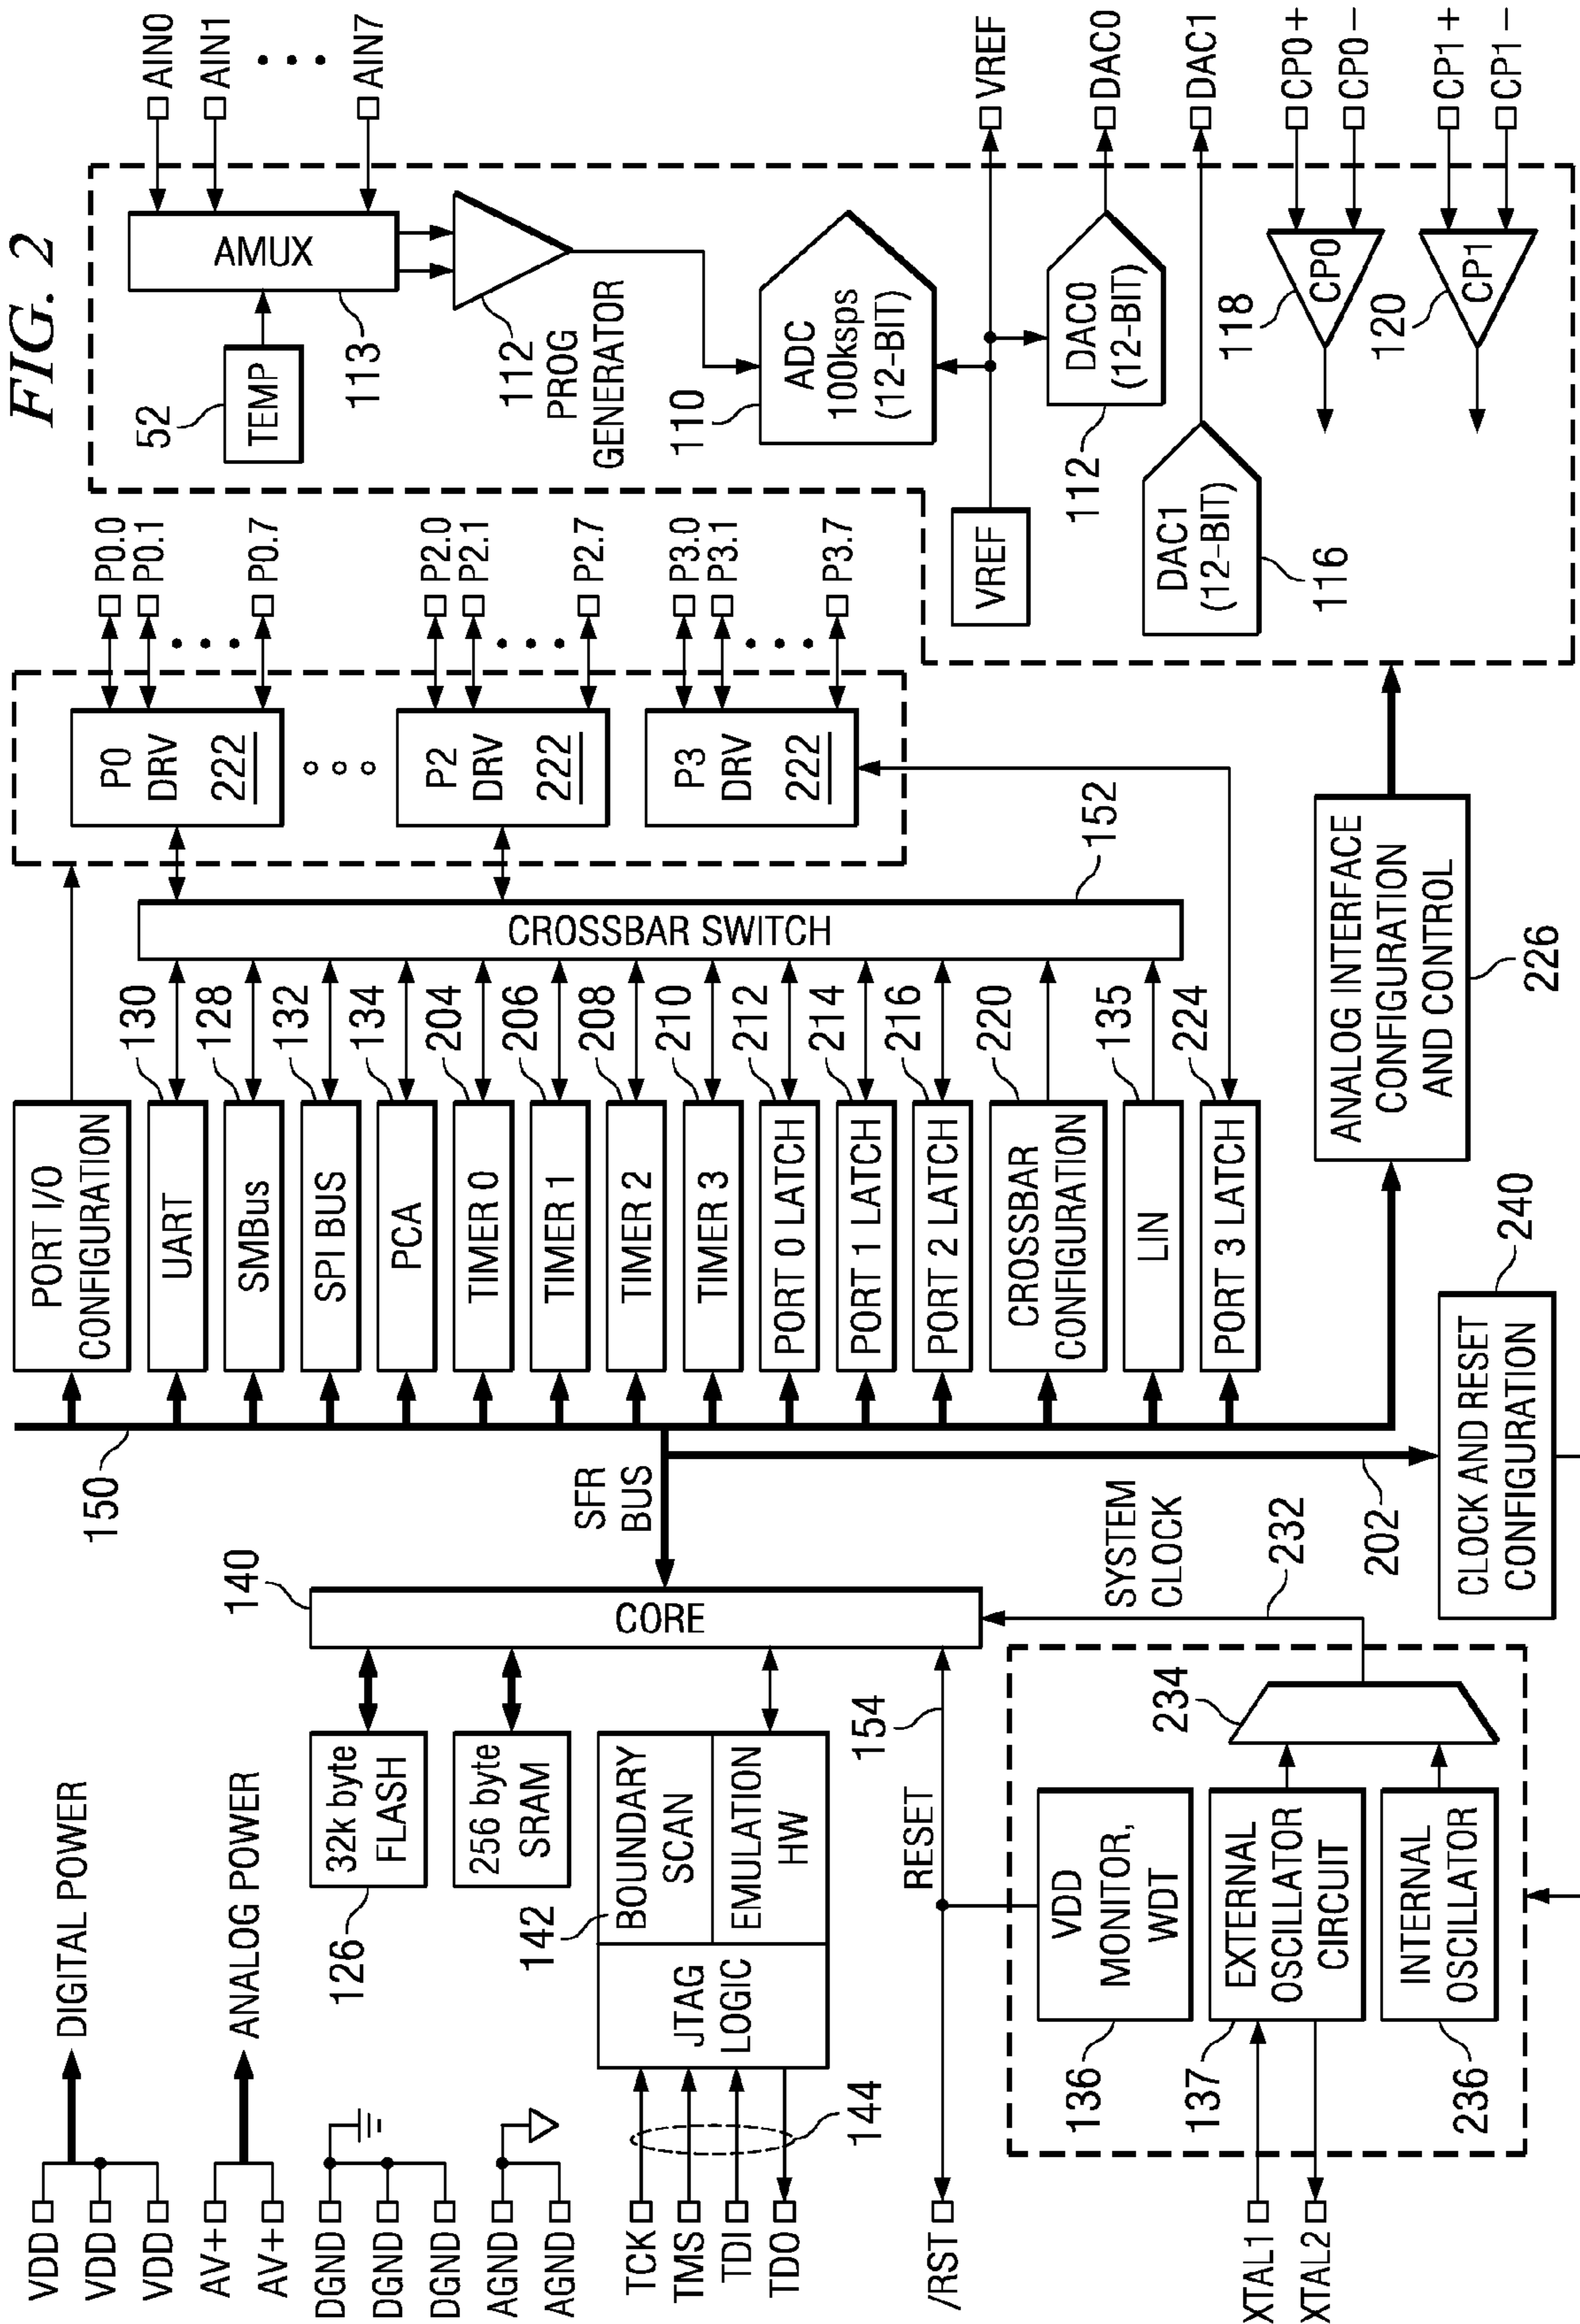 FIG. 2
VDD
VDD
VDD
DIGITAL POWER
AV+
AV+
ANALOG POWER
DGND
DGND
DGND
AGND
AGND
TCK
TMS
TDI
TDO
144
JTAG
LOGIC
142
BOUNDARY
SCAN
EMULATION
HW
126
32k byte
FLASH
256 byte
SRAM
140
CORE
/RST
RESET
154
XTAL1
XTAL2
136
VDD
MONITOR,
WDT
137
EXTERNAL
OSCILLATOR
CIRCUIT
236
INTERNAL
OSCILLATOR
234
SYSTEM
CLOCK
232
202
CLOCK AND RESET
CONFIGURATION
240
SFR
BUS
150
PORT I/O
CONFIGURATION
UART
130
SMBus
128
SPI BUS
132
PCA
134
TIMER 0
204
TIMER 1
206
TIMER 2
208
TIMER 3
210
PORT 0 LATCH
212
PORT 1 LATCH
214
PORT 2 LATCH
216
CROSSBAR
CONFIGURATION
220
LIN
135
PORT 3 LATCH
224
CROSSBAR SWITCH
152
ANALOG INTERFACE
CONFIGURATION
AND CONTROL
226
P0
DRV
222
P2
DRV
222
P3
DRV
222
P0.0
P0.1
P0.7
P2.0
P2.1
P2.7
P3.0
P3.1
P3.7
52
TEMP
AMUX
113
AIN0
AIN1
AIN7
112
PROG
GENERATOR
110
ADC
100ksps
(12-BIT)
VREF
VREF
DAC0
(12-BIT)
112
DAC0
DAC1
(12-BIT)
116
DAC1
118
CP0
CP0+
CP0-
120
CP1
CP1+
CP1-